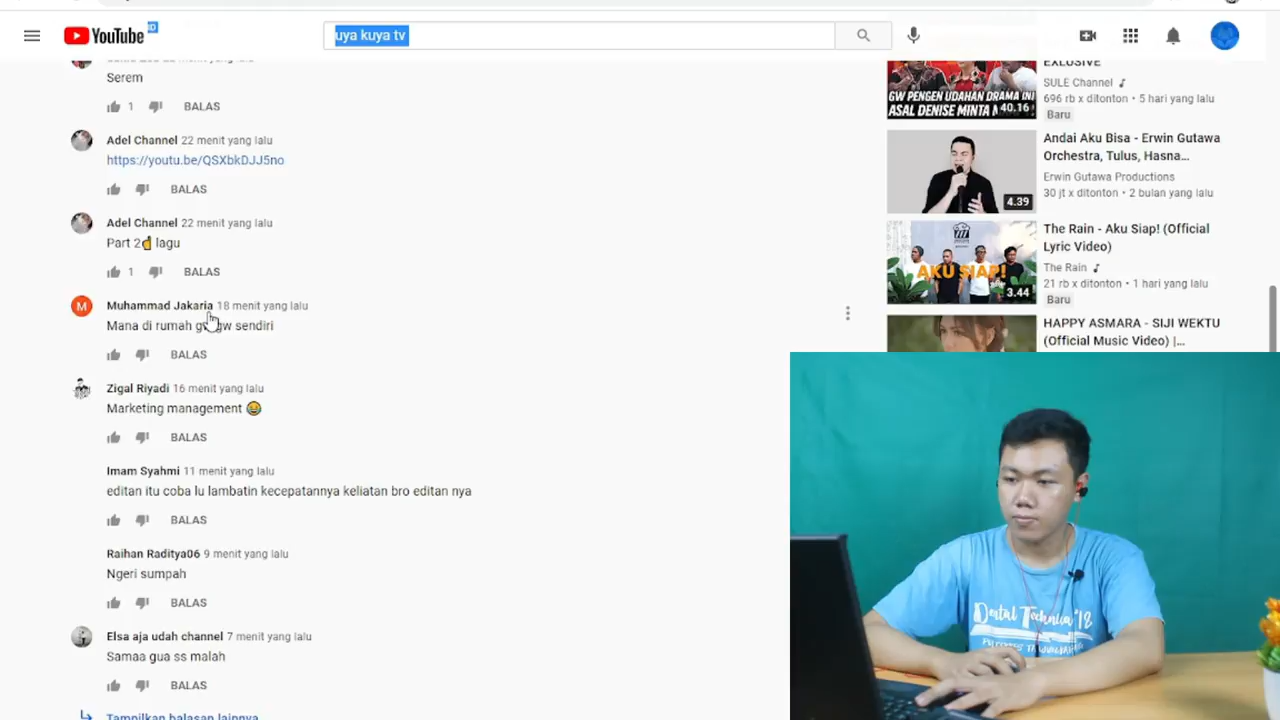 YouTube ID
uya kuya tv
Serem
1 BALAS
Adel Channel 22 menit yang lalu
https://youtu.be/QSXbkDJJ5no
BALAS
Adel Channel 22 menit yang lalu
Part 2☝ lagu
1 BALAS
Muhammad Jakaria 18 menit yang lalu
Mana di rumah gw sendiri
BALAS
Zigal Riyadi 16 menit yang lalu
Marketing management 😂
BALAS
Imam Syahmi 11 menit yang lalu
editan itu coba lu lambatin kecepatannya keliatan bro editan nya
BALAS
Raihan Raditya06 9 menit yang lalu
Ngeri sumpah
BALAS
Elsa aja udah channel 7 menit yang lalu
Samaa gua ss malah
BALAS
Tampilkan balasan lainnya
GW PENGEN UDAHAN DRAMA INI
ASAL DENISE MINTA
40.16
EXLUSIVE
SULE Channel
696 rb x ditonton • 5 hari yang lalu
Baru
4.39
Andai Aku Bisa - Erwin Gutawa
Orchestra, Tulus, Hasna...
Erwin Gutawa Productions
30 jt x ditonton • 2 bulan yang lalu
AKU SIAP!
3.44
The Rain - Aku Siap! (Official
Lyric Video)
The Rain
21 rb x ditonton • 1 hari yang lalu
Baru
HAPPY ASMARA - SIJI WEKTU
(Official Music Video) |...
Dental Technica '18